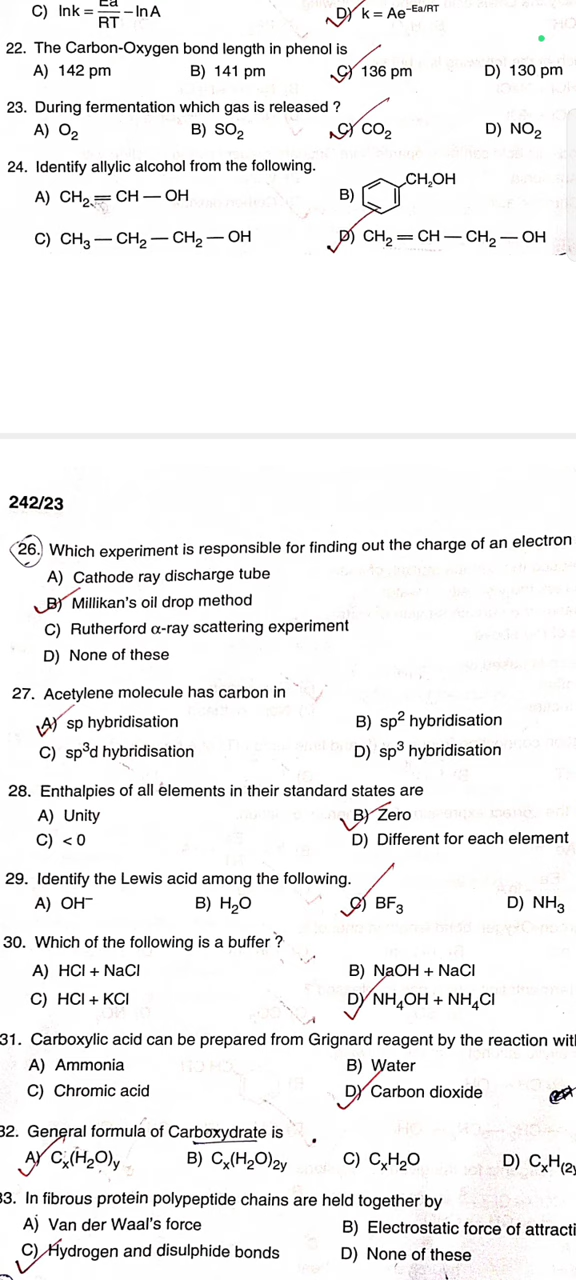 C) lnk = Ea/RT – lnA D) k = Ae^–Ea/RT
22. The Carbon-Oxygen bond length in phenol is
A) 142 pm B) 141 pm C) 136 pm D) 130 pm
23. During fermentation which gas is released ?
A) O₂ B) SO₂ C) CO₂ D) NO₂
24. Identify allylic alcohol from the following.
A) CH₂ = CH — OH B) CH₂OH
C) CH₃ — CH₂ — CH₂ — OH D) CH₂ = CH — CH₂ — OH
242/23
26. Which experiment is responsible for finding out the charge of an electron
A) Cathode ray discharge tube
B) Millikan's oil drop method
C) Rutherford α-ray scattering experiment
D) None of these
27. Acetylene molecule has carbon in
A) sp hybridisation B) sp² hybridisation
C) sp³d hybridisation D) sp³ hybridisation
28. Enthalpies of all elements in their standard states are
A) Unity B) Zero
C) < 0 D) Different for each element
29. Identify the Lewis acid among the following.
A) OH⁻ B) H₂O C) BF₃ D) NH₃
30. Which of the following is a buffer ?
A) HCl + NaCl B) NaOH + NaCl
C) HCl + KCl D) NH₄OH + NH₄Cl
31. Carboxylic acid can be prepared from Grignard reagent by the reaction wit
A) Ammonia B) Water
C) Chromic acid D) Carbon dioxide
32. General formula of Carboxydrate is
A) Cₓ(H₂O)ᵧ B) Cₓ(H₂O)₂ᵧ C) CₓH₂O D) CₓH₍₂ᵧ
33. In fibrous protein polypeptide chains are held together by
A) Van der Waal's force B) Electrostatic force of attracti
C) Hydrogen and disulphide bonds D) None of these